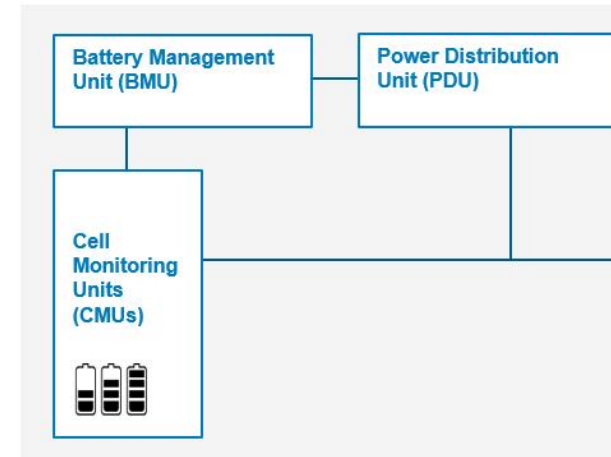 Battery Management
Unit (BMU)
Power Distribution
Unit (PDU)
Cell
Monitoring
Units
(CMUs)